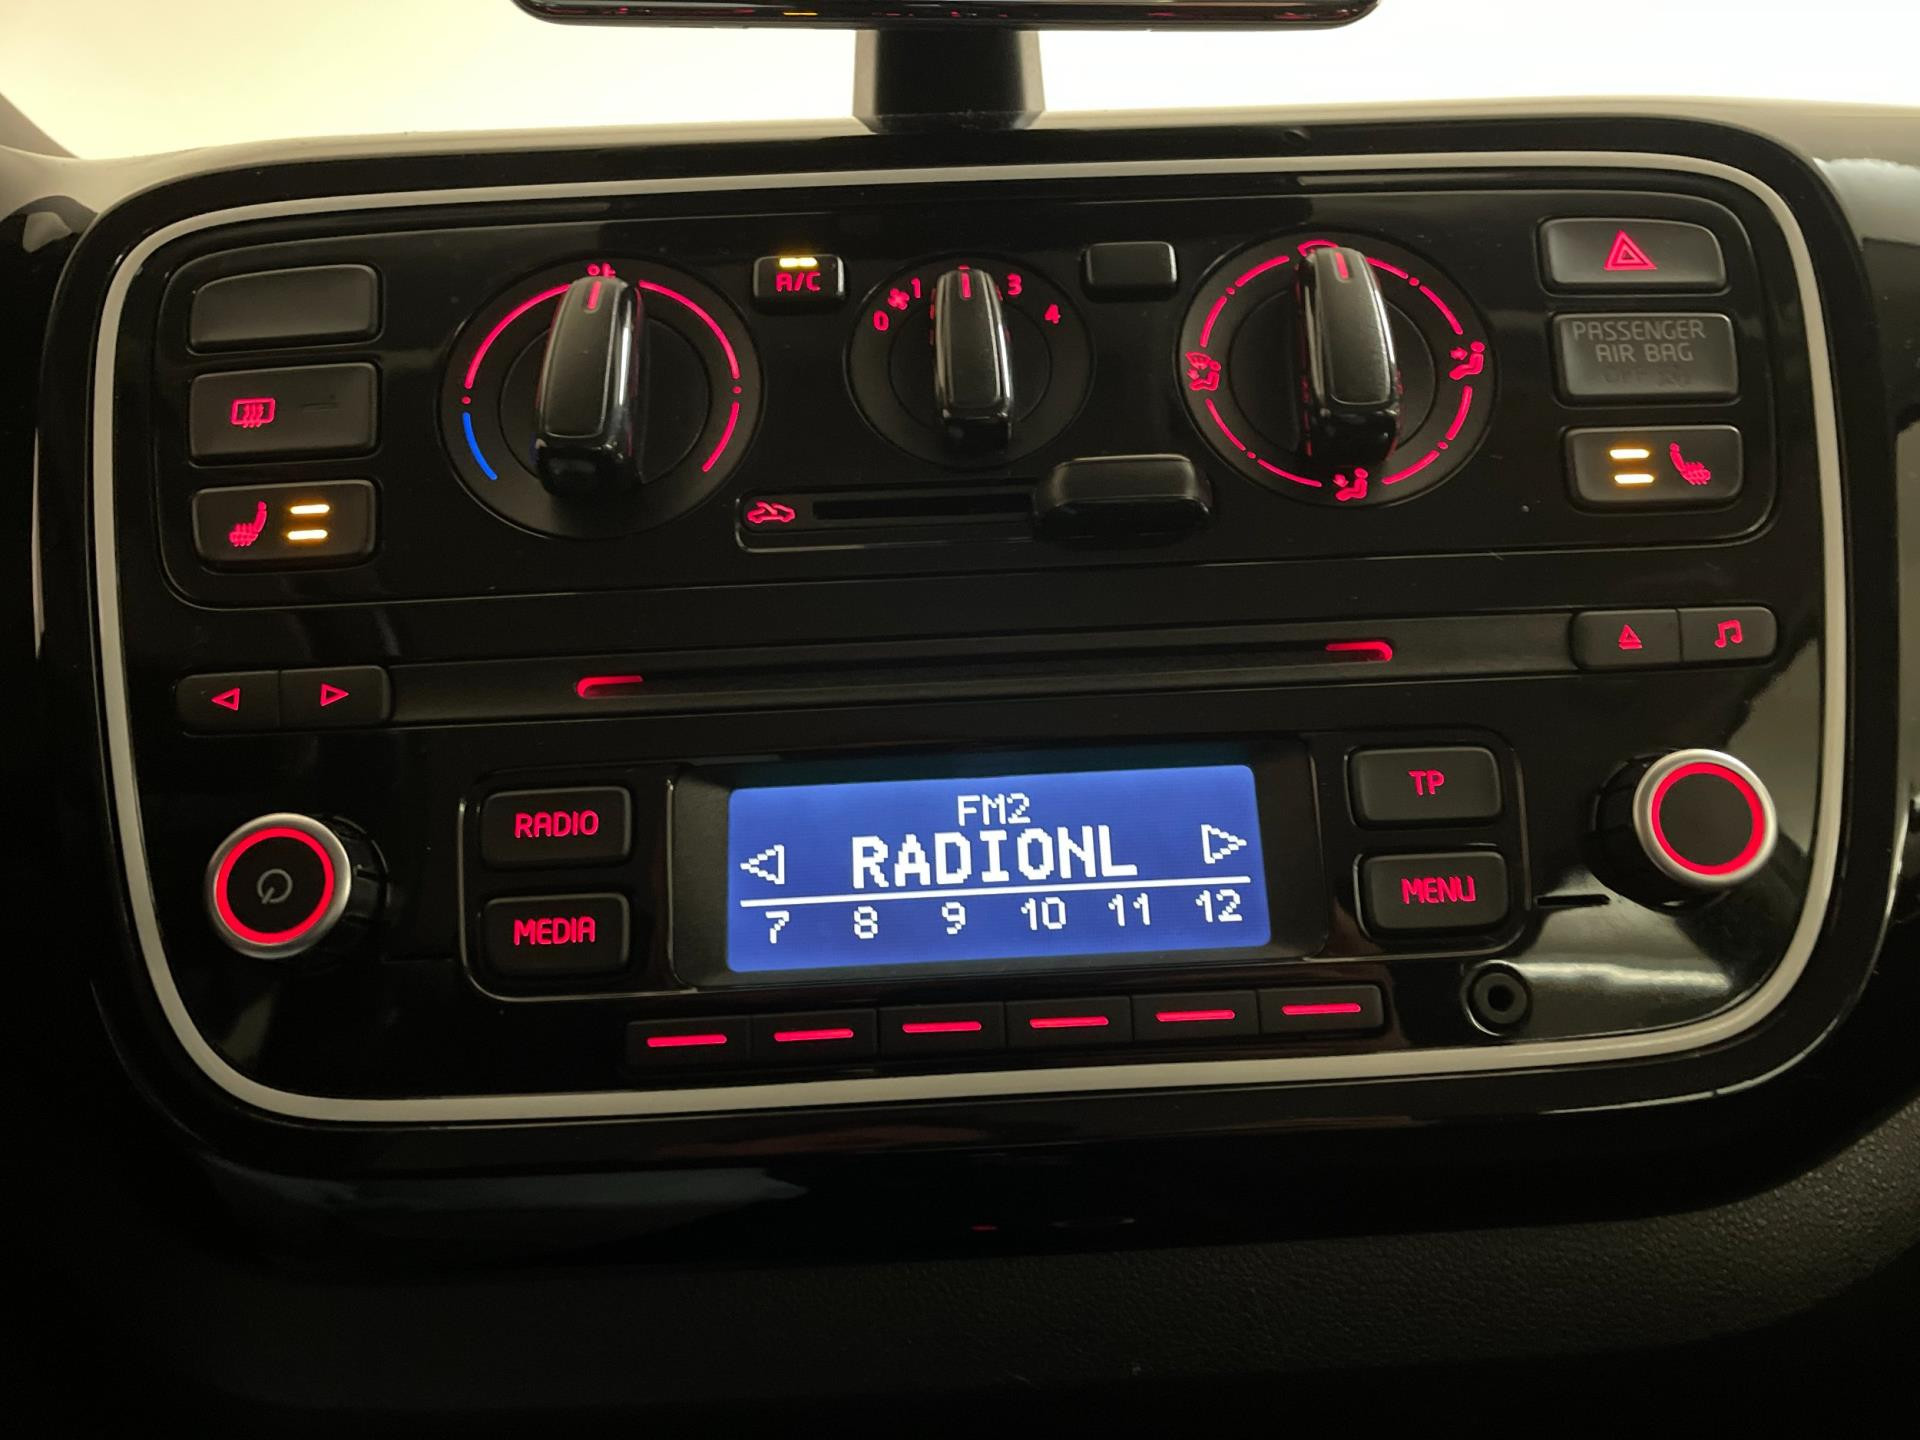 A/C
0 1 3 4
PASSENGER
AIR BAG
RADIO
MEDIA
FM2
RADIONL
7 8 9 10 11 12
TP
MENU